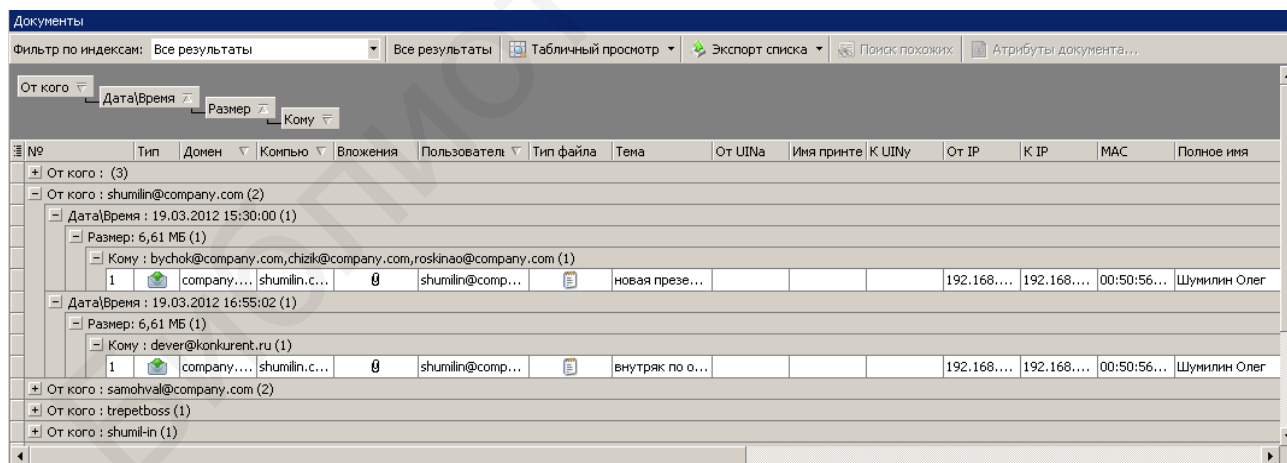 Документы
Фильтр по индексам: Все результаты Все результаты Табличный просмотр Экспорт списка Поиск похожих Атрибуты документа...
От кого
Дата\Время
Размер
Кому
№ Тип Домен Компью Вложения Пользователь Тип файла Тема От UINа Имя принте К UINу От IP К IP MAC Полное имя
От кого : (3)
От кого : shumilin@company.com (2)
Дата\Время : 19.03.2012 15:30:00 (1)
Размер: 6,61 МБ (1)
Кому : bychok@company.com,chizik@company.com,roskinao@company.com (1)
1 company.... shumilin.c... shumilin@comp... новая презе... 192.168.... 192.168.... 00:50:56... Шумилин Олег
Дата\Время : 19.03.2012 16:55:02 (1)
Размер: 6,61 МБ (1)
Кому : dever@konkurent.ru (1)
1 company.... shumilin.c... shumilin@comp... внутряк по о... 192.168.... 192.168.... 00:50:56... Шумилин Олег
От кого : samohval@company.com (2)
От кого : trepetboss (1)
От кого : shumil-in (1)